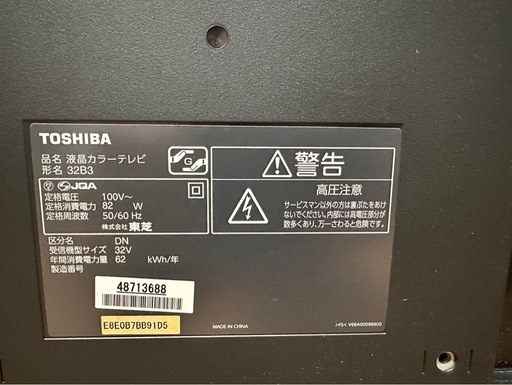 TOSHIBA
品名 液晶カラーテレビ
形名 32B3
G
JQA
定格電圧 100V~
定格消費電力 82 W
定格周波数 50/60 Hz
株式会社 東芝
区分名 DN
受信機型サイズ 32V
年間消費電力量 62 kWh/年
製造番号
48713688
E0E0B7BB91D5
警告
高圧注意
サービスマン以外の方は裏ぶたをあけ
ないでください。内部には高電圧部分が
数多くあり、万一さわると危険です。
MADE IN CHINA
>PS< V68A00598900